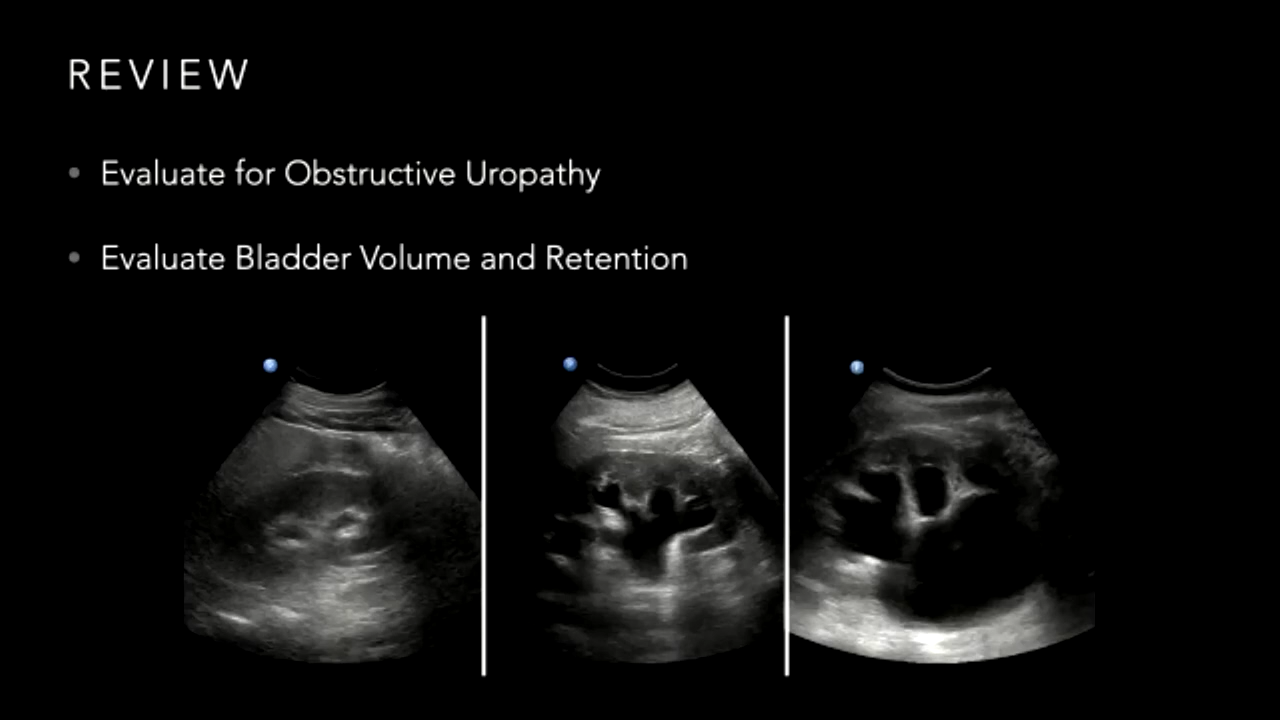 REVIEW
Evaluate for Obstructive Uropathy
Evaluate Bladder Volume and Retention